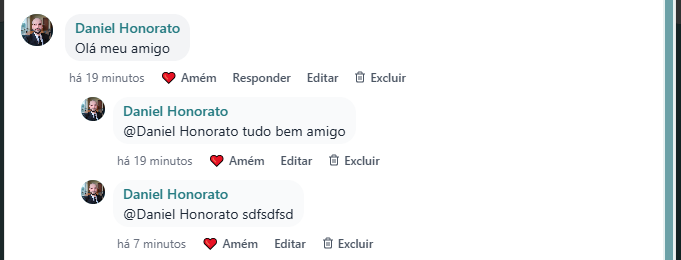 Daniel Honorato
Olá meu amigo
há 19 minutos Amém Responder Editar Excluir
Daniel Honorato
@Daniel Honorato tudo bem amigo
há 19 minutos Amém Editar Excluir
Daniel Honorato
@Daniel Honorato sdfsdfsd
há 7 minutos Amém Editar Excluir